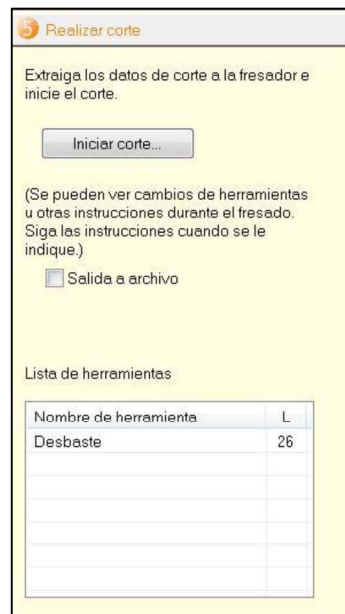 5 Realizar corte
Extraiga los datos de corte a la fresador e
inicie el corte.
Iniciar corte...
(Se pueden ver cambios de herramientas
u otras instrucciones durante el fresado.
Siga las instrucciones cuando se le
indique.)
Salida a archivo
Lista de herramientas
Nombre de herramienta L
Desbaste 26